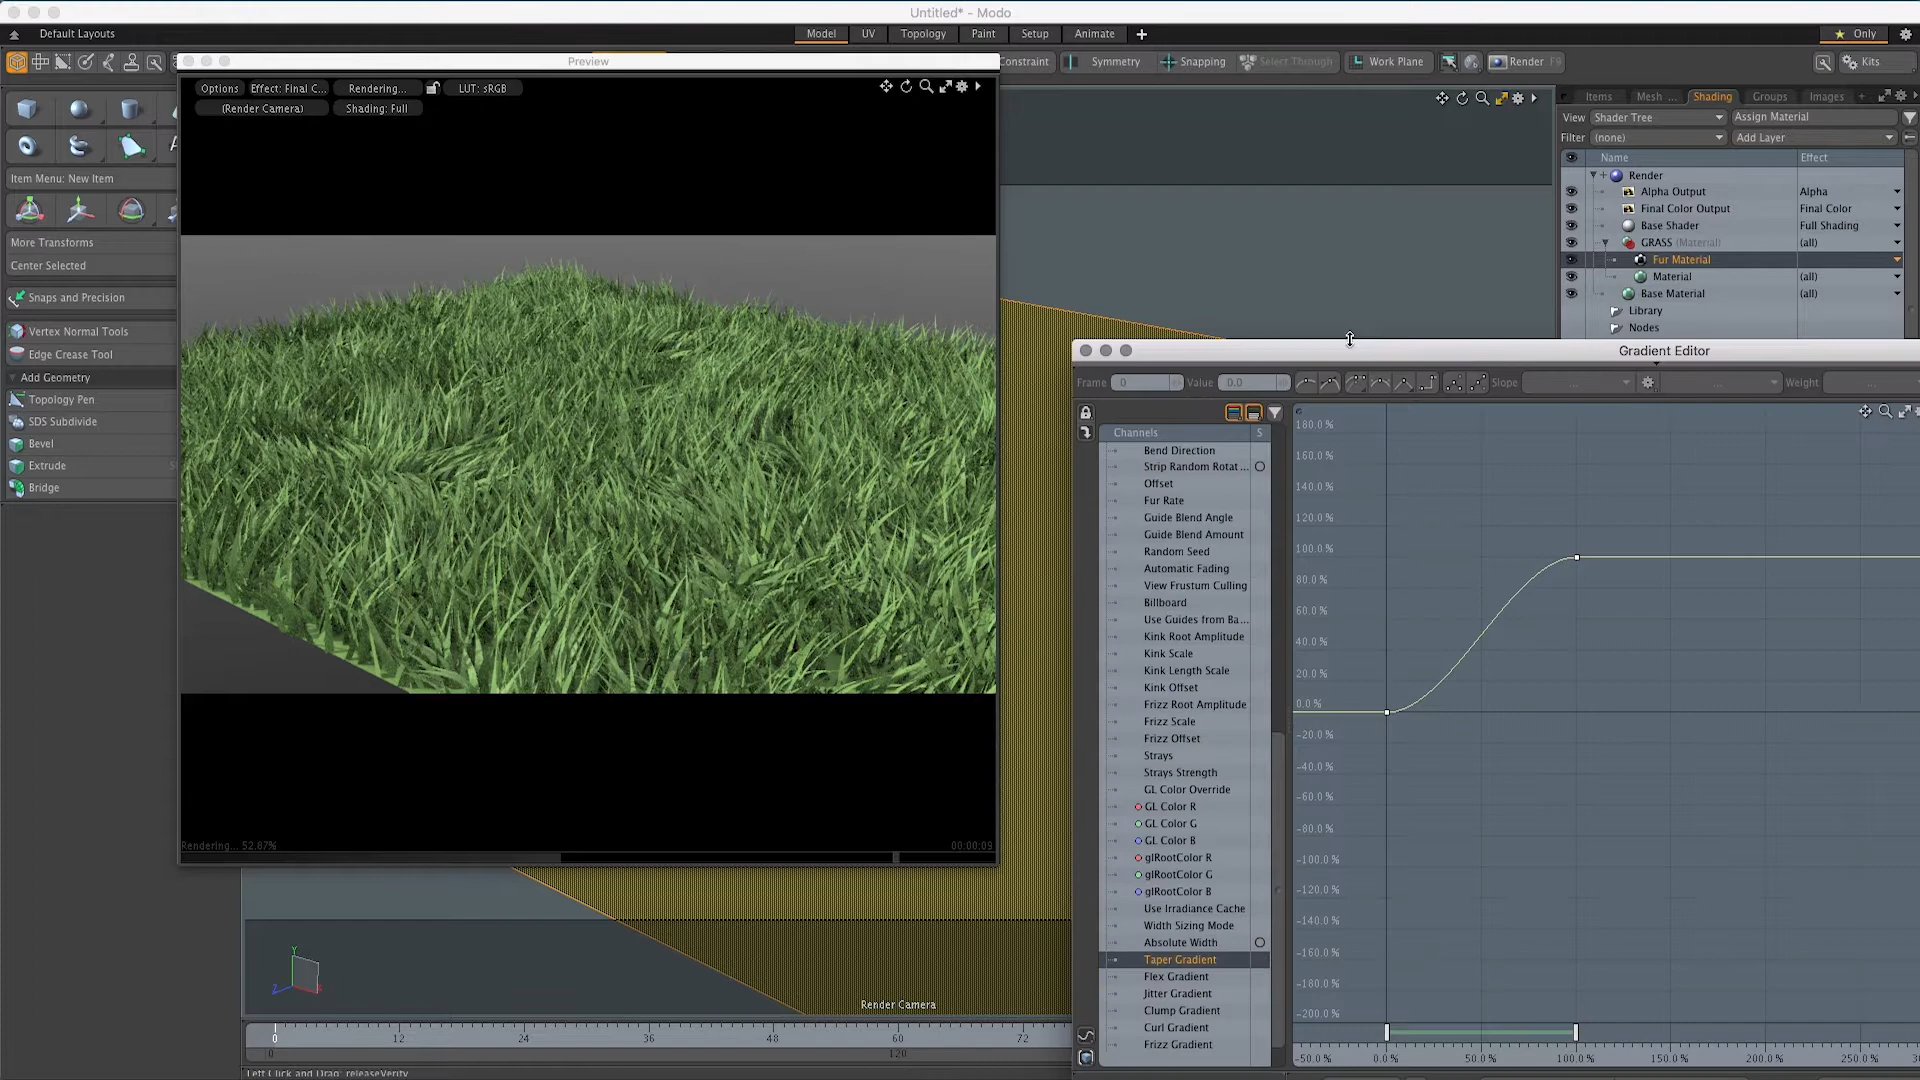 Untitled* - Modo
Default Layouts
Model UV Topology Paint Setup Animate
Only
Preview
Constraint Symmetry Snapping Select Through Work Plane Render F9 Kits
Options Effect: Final C... Rendering... LUT: sRGB
(Render Camera) Shading: Full
Items Mesh ... Shading Groups Images +
View Shader Tree Assign Material
Filter (none) Add Layer
Name Effect
Render
Alpha Output Alpha
Final Color Output Final Color
Base Shader Full Shading
GRASS (Material) (all)
Fur Material
Material (all)
Base Material (all)
Library
Nodes
Item Menu: New Item
More Transforms
Center Selected
Snaps and Precision
Vertex Normal Tools
Edge Crease Tool
Add Geometry
Topology Pen
SDS Subdivide
Bevel
Extrude
Bridge
Gradient Editor
Frame 0 Value 0.0 Slope ... ... Weight ...
Channels S
Bend Direction
Strip Random Rotat ...
Offset
Fur Rate
Guide Blend Angle
Guide Blend Amount
Random Seed
Automatic Fading
View Frustum Culling
Billboard
Use Guides from Ba...
Kink Root Amplitude
Kink Scale
Kink Length Scale
Kink Offset
Frizz Root Amplitude
Frizz Scale
Frizz Offset
Strays
Strays Strength
GL Color Override
GL Color R
GL Color G
GL Color B
glRootColor R
glRootColor G
glRootColor B
Use Irradiance Cache
Width Sizing Mode
Absolute Width
Taper Gradient
Flex Gradient
Jitter Gradient
Clump Gradient
Curl Gradient
Frizz Gradient
180.0 %
160.0 %
140.0 %
120.0 %
100.0 %
80.0 %
60.0 %
40.0 %
20.0 %
0.0 %
-20.0 %
-40.0 %
-60.0 %
-80.0 %
-100.0 %
-120.0 %
-140.0 %
-160.0 %
-180.0 %
-200.0 %
-50.0 % 0.0 % 50.0 % 100.0 % 150.0 % 200.0 % 250.0 %
Rendering... 52.87% 00:00:09
Y
Z
Render Camera
0 12 24 36 48 60 72
0 120
Left Click and Drag: releaseVerify